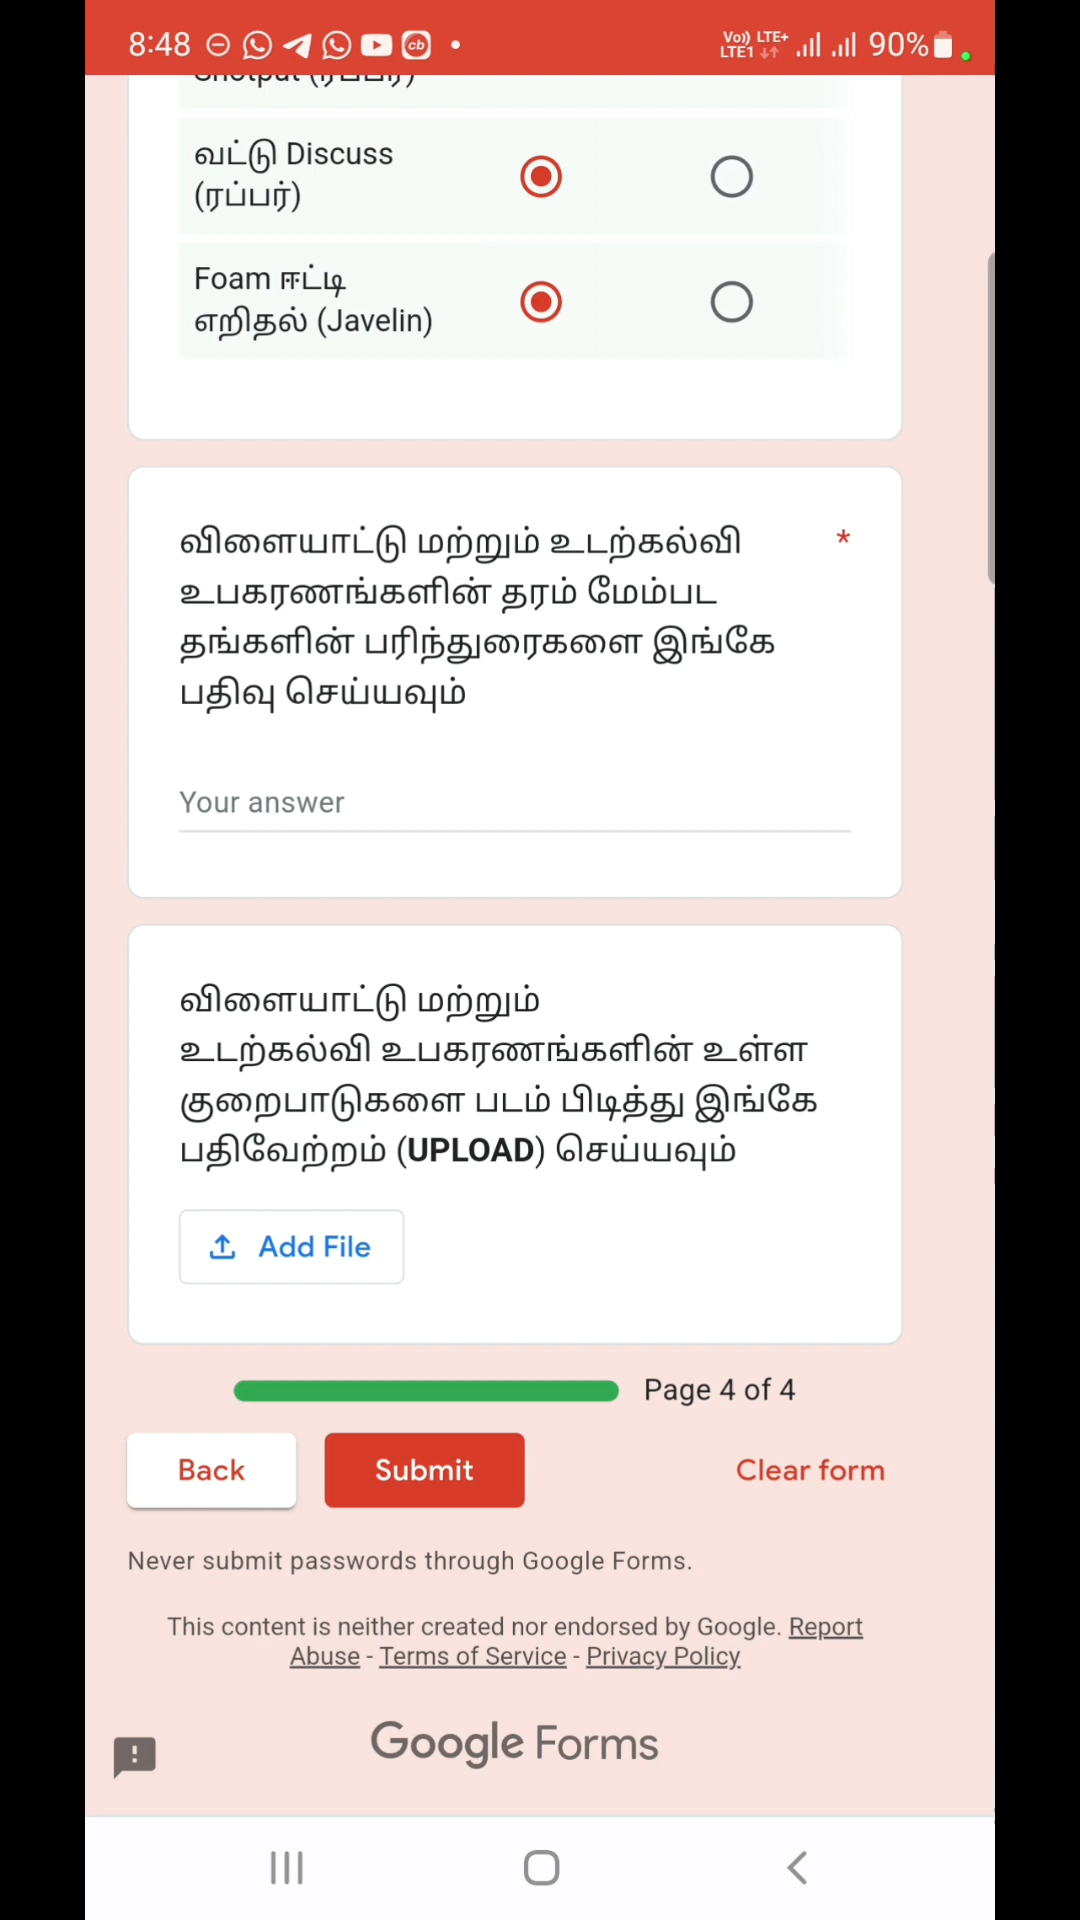 8:48
Vo)) LTE+
LTE1
90%
வட்டு Discuss
(ரப்பர்)
Foam ஈட்டி
எறிதல் (Javelin)
விளையாட்டு மற்றும் உடற்கல்வி *
உபகரணங்களின் தரம் மேம்பட
தங்களின் பரிந்துரைகளை இங்கே
பதிவு செய்யவும்
Your answer
விளையாட்டு மற்றும்
உடற்கல்வி உபகரணங்களின் உள்ள
குறைபாடுகளை படம் பிடித்து இங்கே
பதிவேற்றம் (UPLOAD) செய்யவும்
Add File
Page 4 of 4
Back
Submit
Clear form
Never submit passwords through Google Forms.
This content is neither created nor endorsed by Google. Report
Abuse - Terms of Service - Privacy Policy
Google Forms